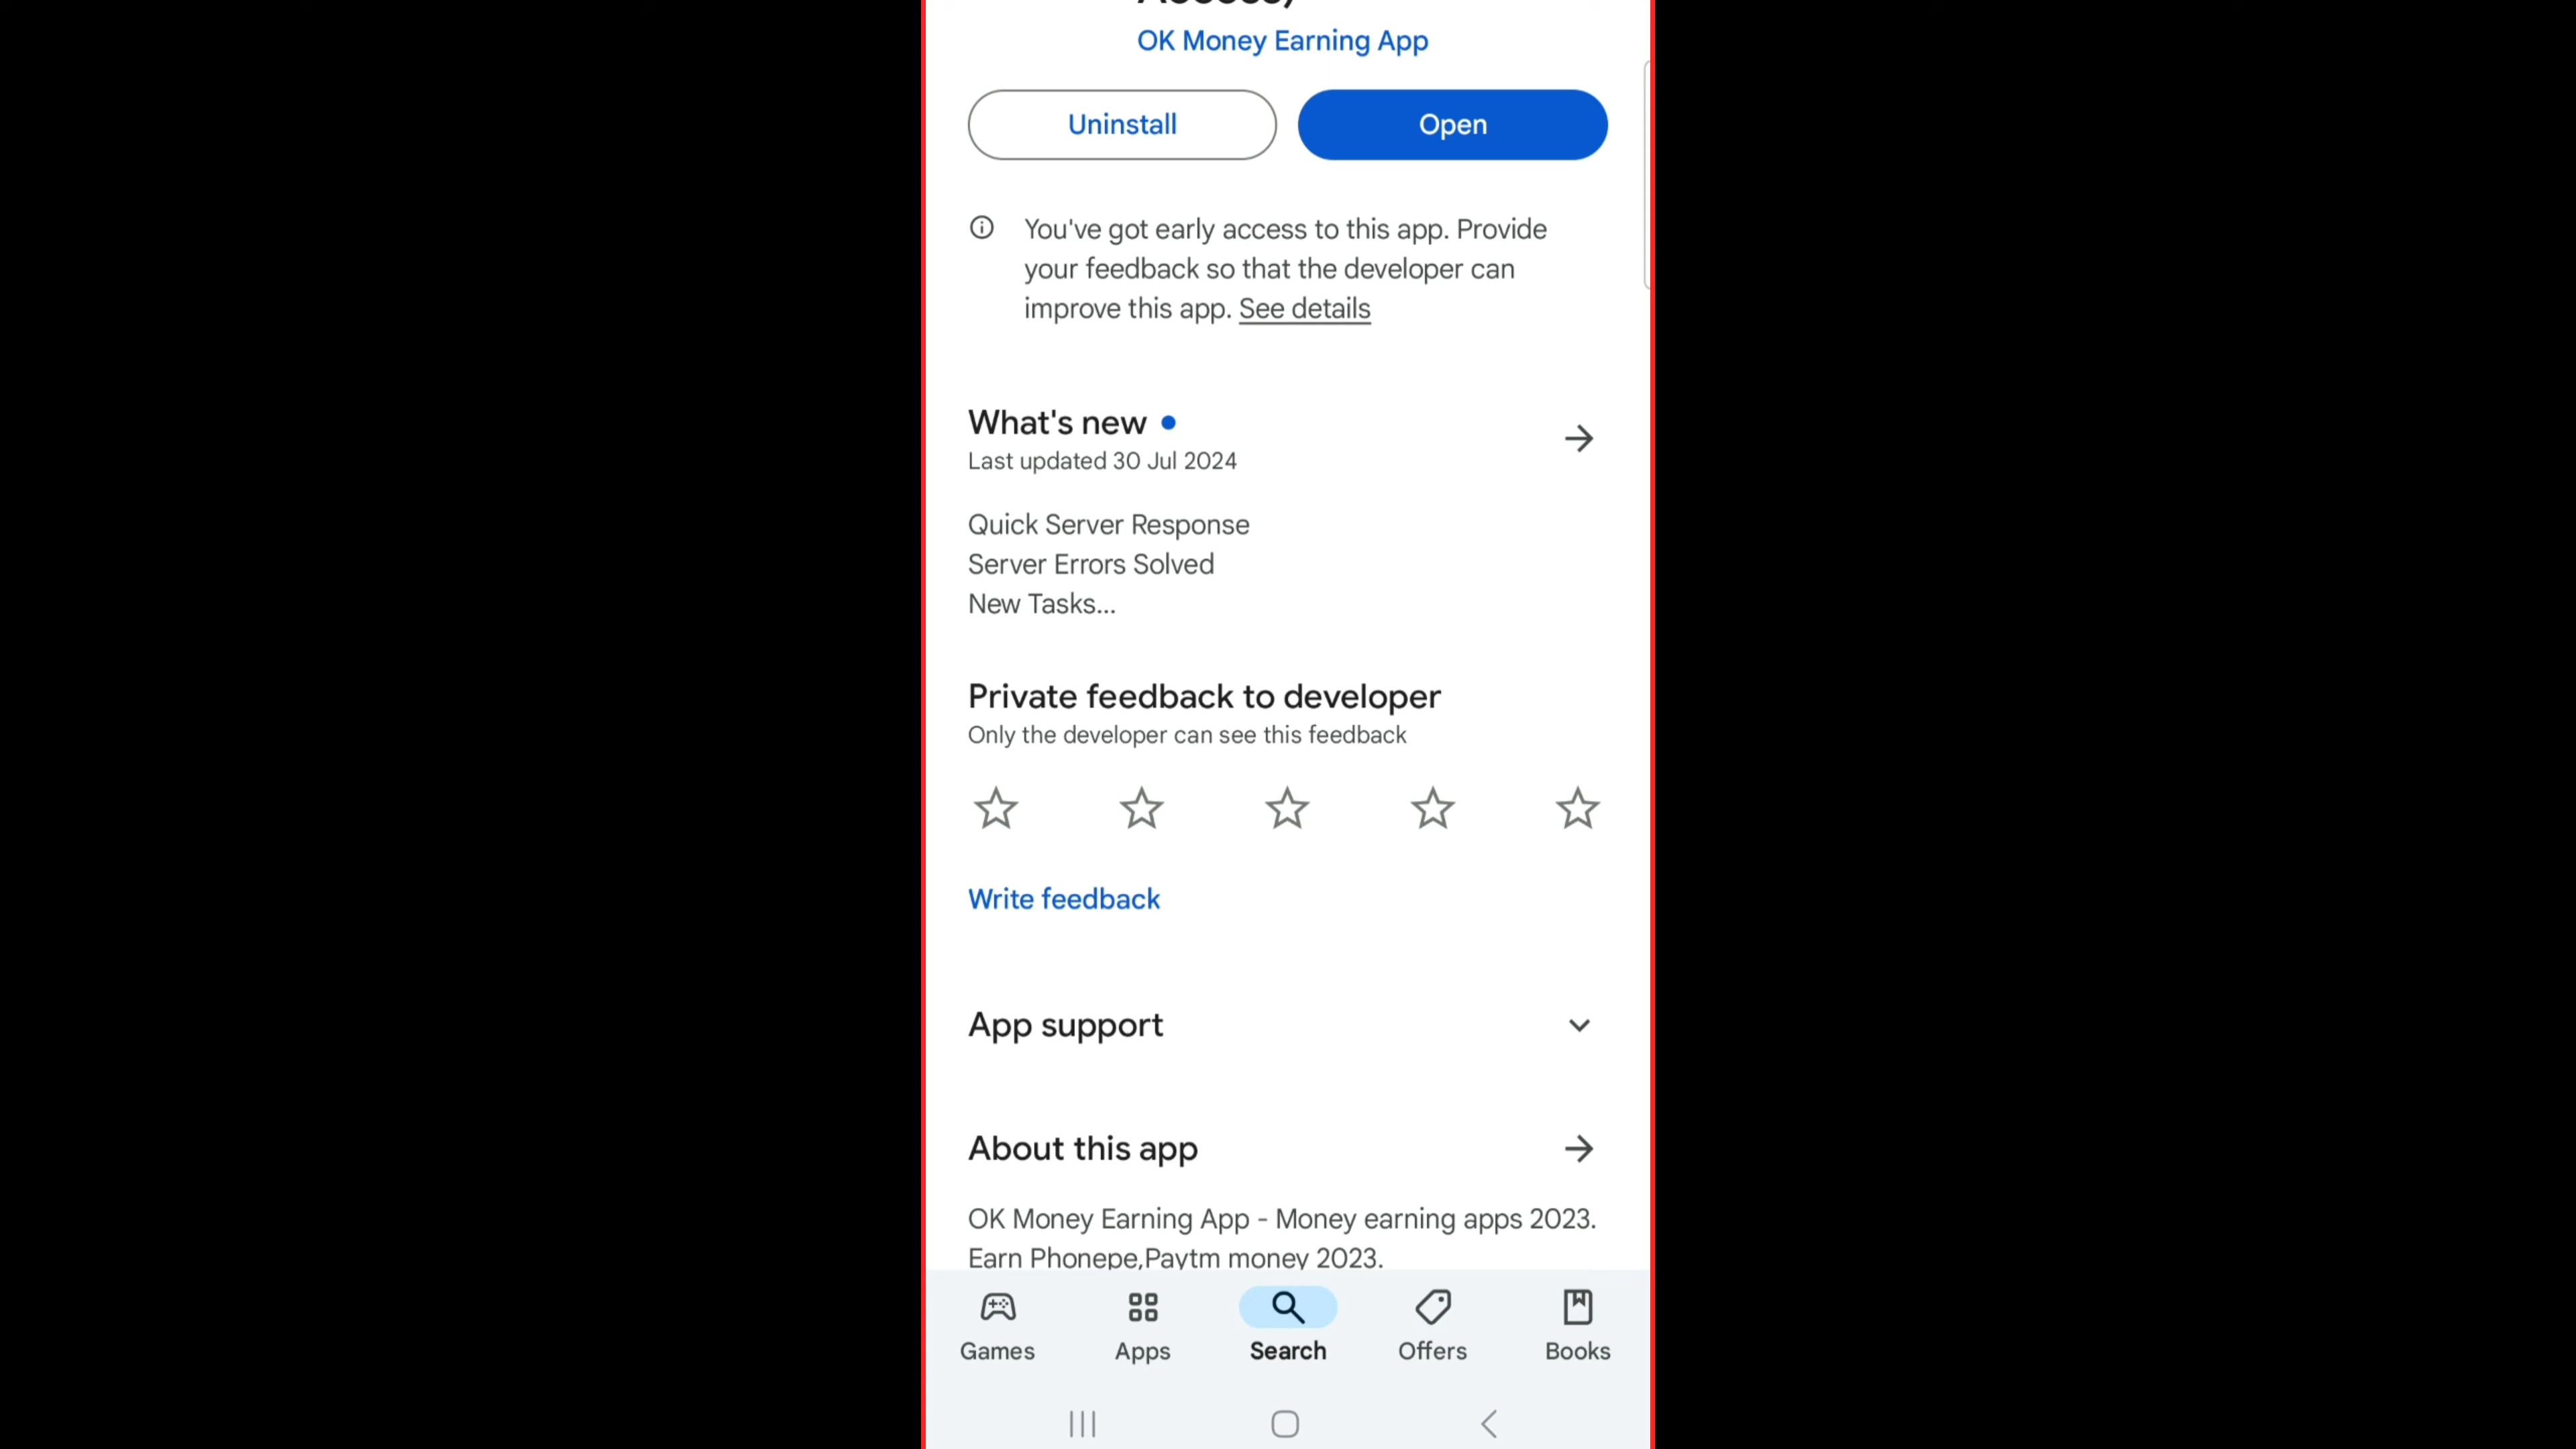 OK Money Earning App
Uninstall
Open
You've got early access to this app. Provide
your feedback so that the developer can
improve this app. See details
What's new
Last updated 30 Jul 2024
Quick Server Response
Server Errors Solved
New Tasks...
Private feedback to developer
Only the developer can see this feedback
Write feedback
App support
About this app
OK Money Earning App - Money earning apps 2023.
Earn Phonepe,Paytm money 2023.
Games
Apps
Search
Offers
Books